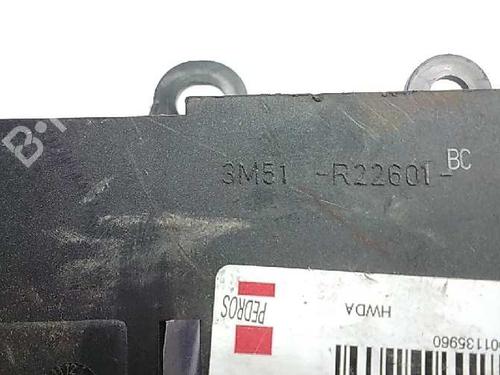 3M51 -R22601- BC
PEDROS
HWDA
01135960
B-